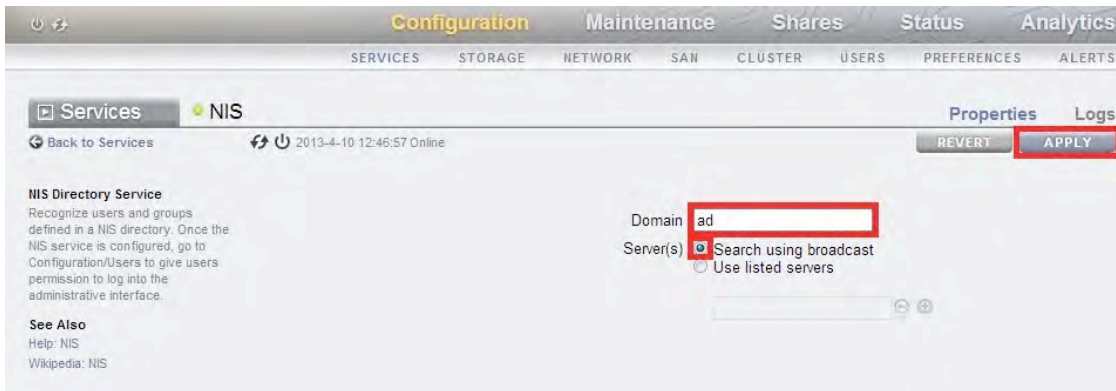 Configuration Maintenance Shares Status Analytics
SERVICES STORAGE NETWORK SAN CLUSTER USERS PREFERENCES ALERTS
Services NIS Properties Logs
Back to Services 2013-4-10 12:46:57 Online REVERT APPLY
NIS Directory Service
Recognize users and groups
defined in a NIS directory. Once the
NIS service is configured, go to
Configuration/Users to give users
permission to log into the
administrative interface.
See Also
Help: NIS
Wikipedia: NIS
Domain ad
Server(s) Search using broadcast
Use listed servers